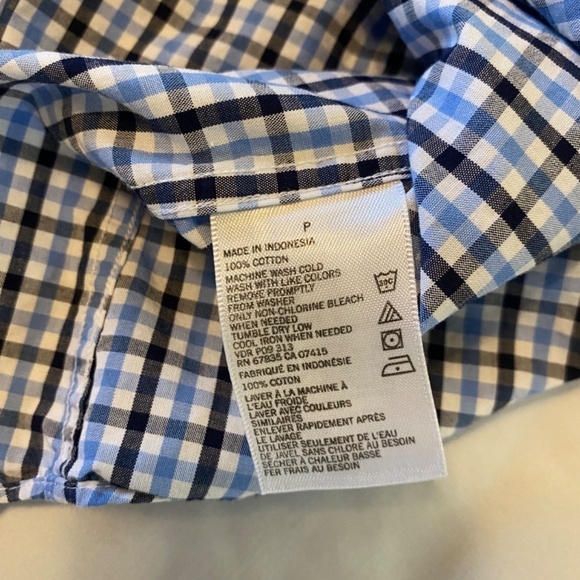 P
MADE IN INDONESIA
100% COTTON
MACHINE WASH COLD
WASH WITH LIKE COLORS
REMOVE PROMPTLY
FROM WASHER
ONLY NON-CHLORINE BLEACH
WHEN NEEDED
TUMBLE DRY LOW
COOL IRON WHEN NEEDED
VDR P09 313
RN 67835 CA 07415
FABRIQUÉ EN INDONÉSIE
100% COTON
LAVER À LA MACHINE À
L'EAU FROIDE
LAVER AVEC COULEURS
SIMILAIRES
ENLEVER RAPIDEMENT APRÈS
LE LAVAGE
UTILISER SEULEMENT DE L'EAU
DE JAVEL SANS CHLORE AU BESOIN
SÉCHER À CHALEUR BASSE
FER FRAIS AU BESOIN